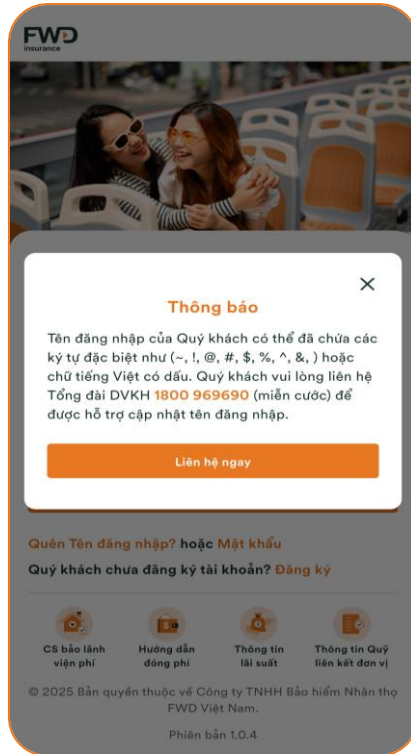 FWD
insurance
Thông báo
Tên đăng nhập của Quý khách có thể đã chứa các
ký tự đặc biệt như (~, !, @, #, $, %, ^, &, ) hoặc
chữ tiếng Việt có dấu. Quý khách vui lòng liên hệ
Tổng đài DVKH 1800 969690 (miễn cước) để
được hỗ trợ cập nhật tên đăng nhập.
Liên hệ ngay
Quên Tên đăng nhập? hoặc Mật khẩu
Quý khách chưa đăng ký tài khoản? Đăng ký
CS bảo lãnh
viện phí
Hướng dẫn
đóng phí
Thông tin
lãi suất
Thông tin Quỹ
liên kết đơn vị
© 2025 Bản quyền thuộc về Công ty TNHH Bảo hiểm Nhân thọ
FWD Việt Nam.
Phiên bản 1.0.4